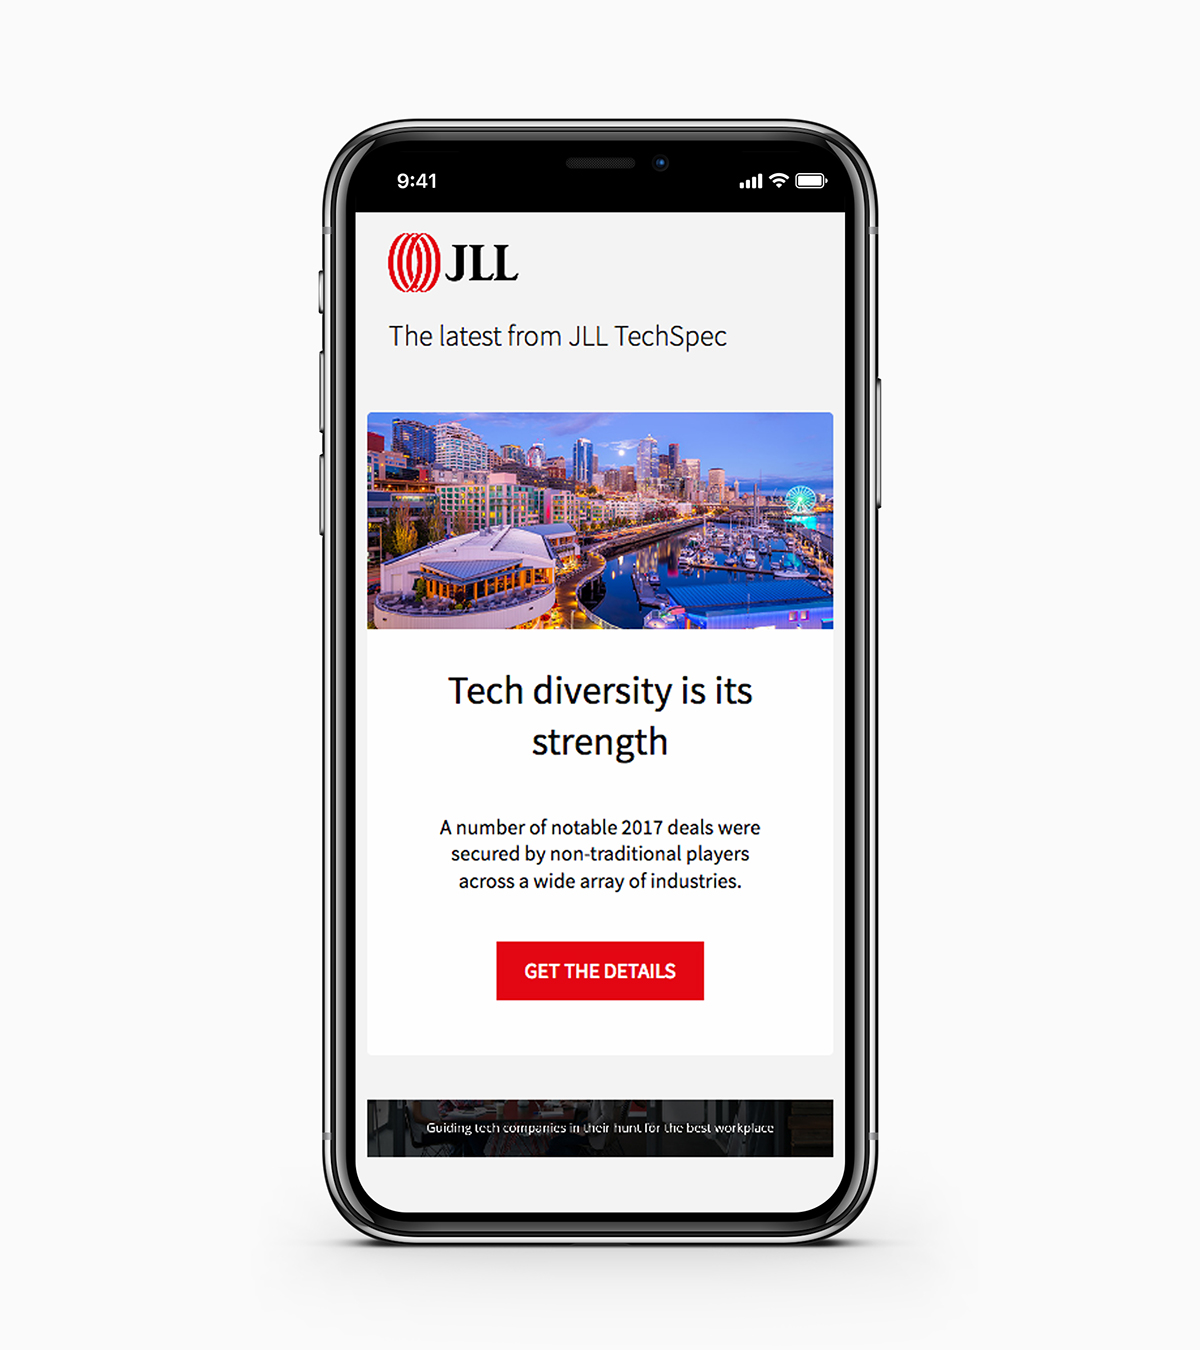 9:41
JLL
The latest from JLL TechSpec
Tech diversity is its
strength
A number of notable 2017 deals were
secured by non-traditional players
across a wide array of industries.
GET THE DETAILS
Guiding tech companies in their hunt for the best workplace